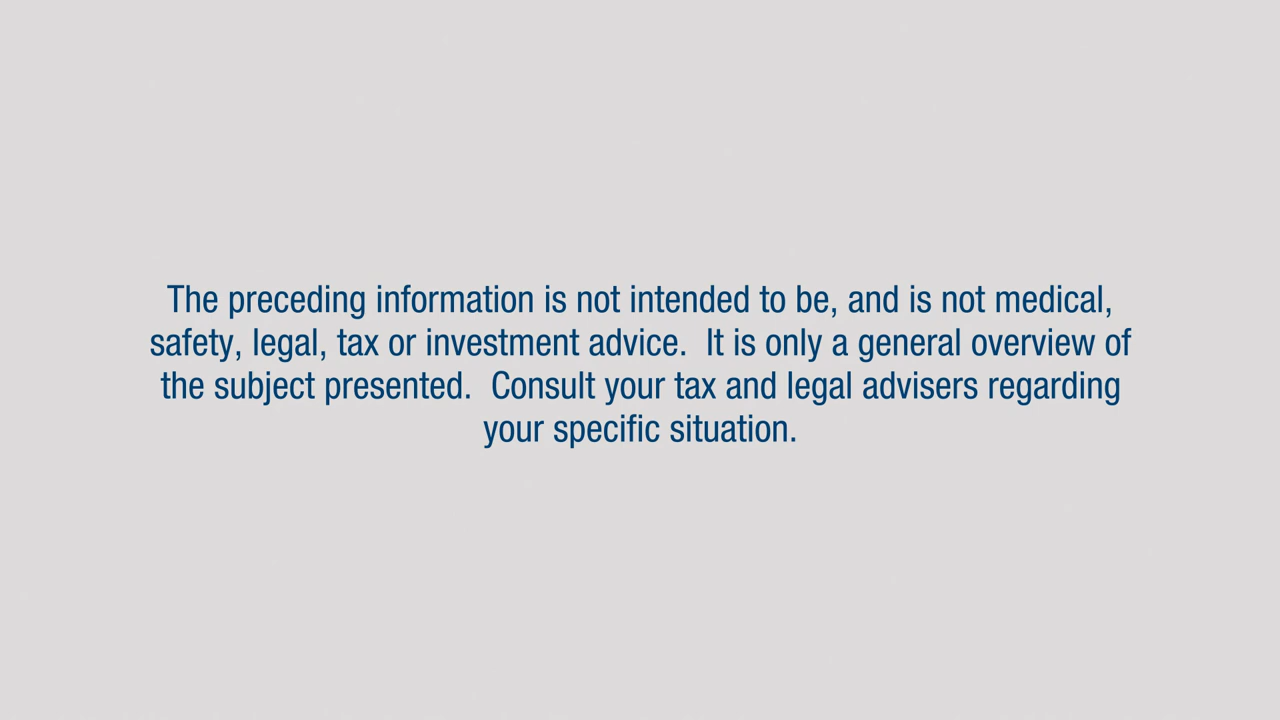 The preceding information is not intended to be, and is not medical,
safety, legal, tax or investment advice.  It is only a general overview of
the subject presented.  Consult your tax and legal advisers regarding
your specific situation.